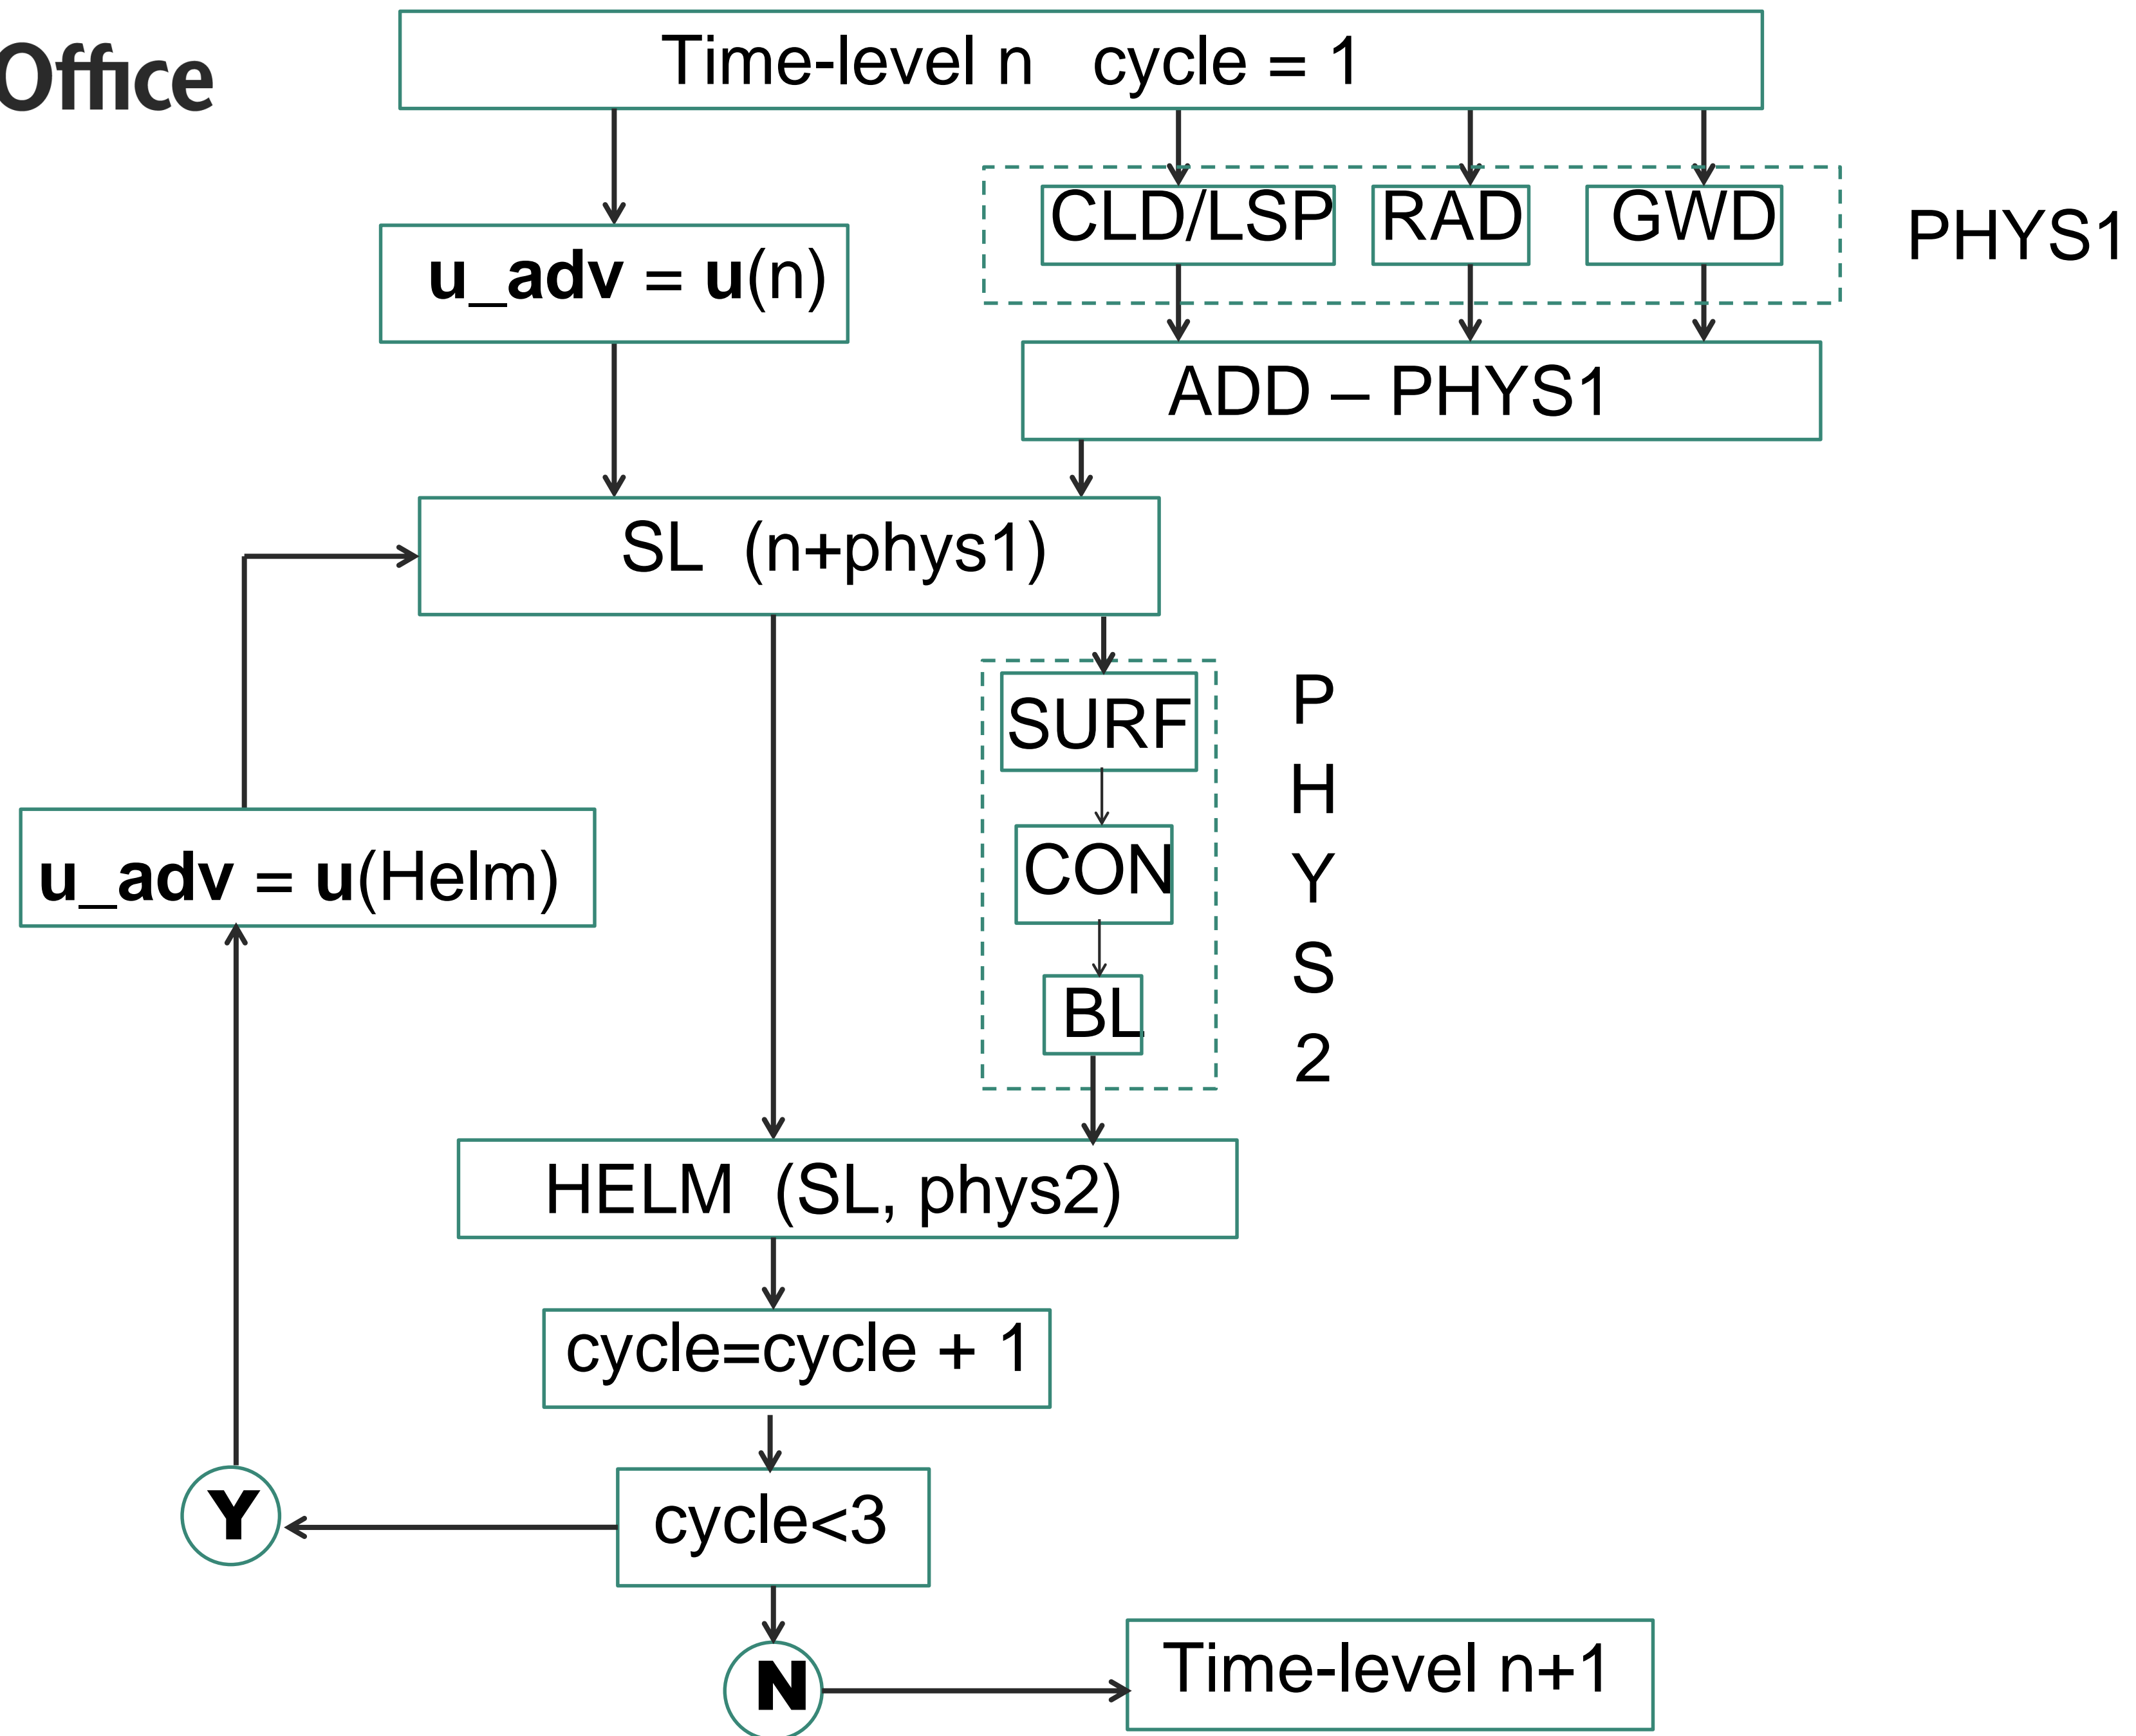 Office
Time-level n cycle = 1
CLD/LSP RAD GWD
PHYS1
u_adv = u(n)
ADD – PHYS1
SL (n+phys1)
SURF
CON
BL
P
H
Y
S
2
u_adv = u(Helm)
HELM (SL, phys2)
cycle=cycle + 1
cycle<3
Y
N
Time-level n+1